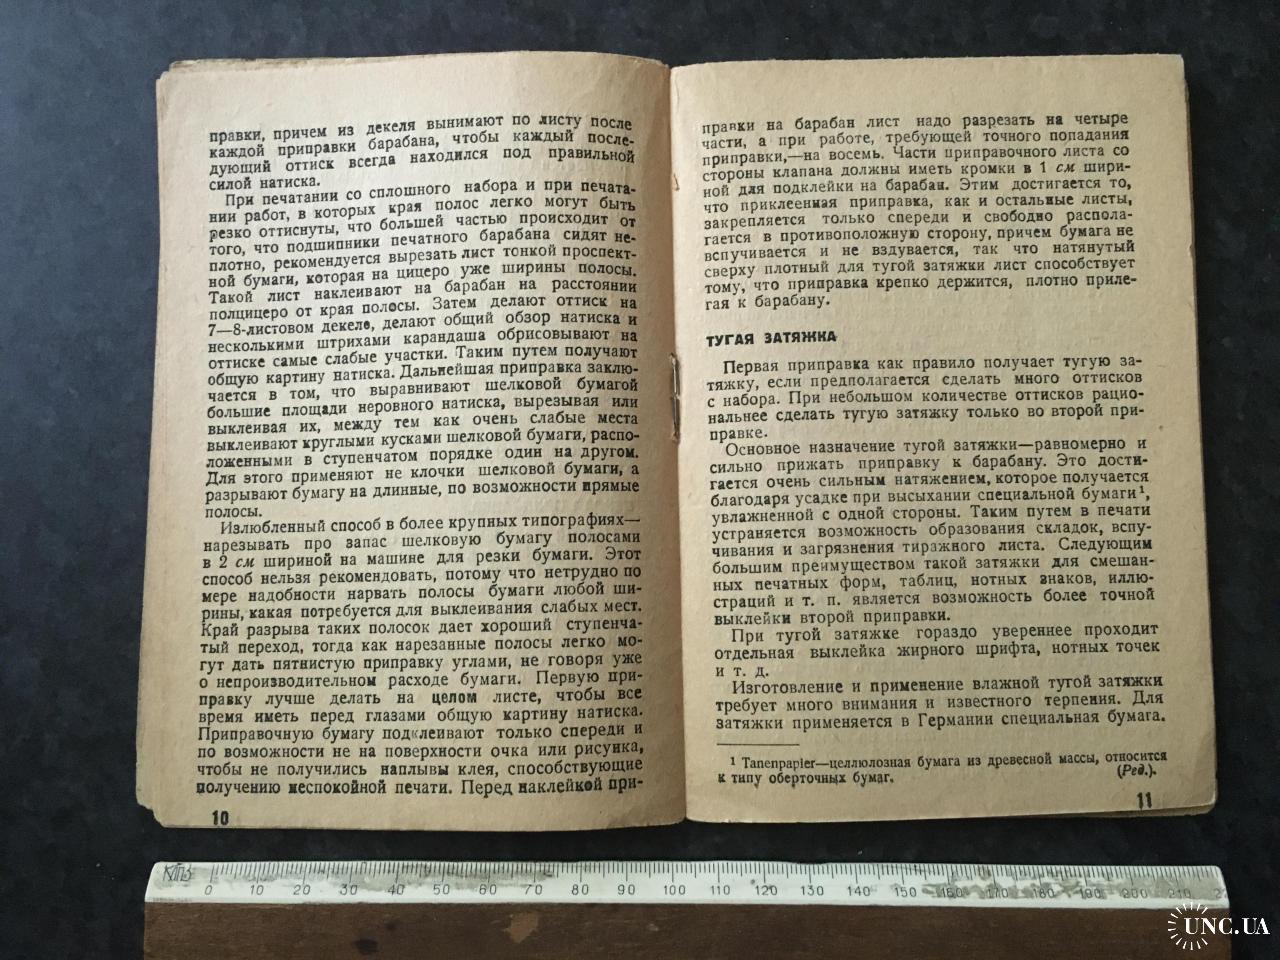 правки, причем из декеля вынимают по листу после
каждой приправки барабана, чтобы каждый после-
дующий оттиск всегда находился под правильной
силой натиска.
При печатании со сплошного набора и при печата-
нии работ, в которых края полос легко могут быть
резко оттиснуты, что большей частью происходит от
того, что подшипники печатного барабана сидят не-
плотно, рекомендуется вырезать лист тонкой проспект-
ной бумаги, которая на цицеро уже ширины полосы.
Такой лист наклеивают на барабан на расстоянии
полцицеро от края полосы. Затем делают оттиск на
7—8-листовом декеле, делают общий обзор натиска и
несколькими штрихами карандаша обрисовывают на
оттиске самые слабые участки. Таким путем получают
общую картину натиска. Дальнейшая приправка заклю-
чается в том, что выравнивают шелковой бумагой
большие площади неровного натиска, вырезывая или
выклеивая их, между тем как очень слабые места
выклеивают круглыми кусками шелковой бумаги, распо-
ложенными в ступенчатом порядке один на другом.
Для этого применяют не клочки шелковой бумаги, а
разрывают бумагу на длинные, по возможности прямые
полосы.
Излюбленный способ в более крупных типографиях—
нарезывать про запас шелковую бумагу полосами
в 2 см шириной на машине для резки бумаги. Этот
способ нельзя рекомендовать, потому что нетрудно по
мере надобности нарвать полосы бумаги любой ши-
рины, какая потребуется для выклеивания слабых мест.
Край разрыва таких полосок дает хороший ступенча-
тый переход, тогда как нарезанные полосы легко мо-
гут дать пятнистую приправку углами, не говоря уже
о непроизводительном расходе бумаги. Первую при-
правку лучше делать на целом листе, чтобы все
время иметь перед глазами общую картину натиска.
Приправочную бумагу подклеивают только спереди и
по возможности не на поверхности очка или рисунка,
чтобы не получились наплывы клея, способствующие
получению неспокойной печати. Перед наклейкой при-
10
правки на барабан лист надо разрезать на четыре
части, а при работе, требующей точного попадания
приправки,—на восемь. Части приправочного листа со
стороны клапана должны иметь кромки в 1 см шири-
ной для подклейки на барабан. Этим достигается то,
что приклеенная приправка, как и остальные листы,
закрепляется только спереди и свободно распола-
гается в противоположную сторону, причем бумага не
вспучивается и не вздувается, так что натянутый
сверху плотный для тугой затяжки лист способствует
тому, что приправка крепко держится, плотно приле-
гая к барабану.
ТУГАЯ ЗАТЯЖКА
Первая приправка как правило получает тугую за-
тяжку, если предполагается сделать много оттисков
с набора. При небольшом количестве оттисков рацио-
нальнее сделать тугую затяжку только во второй при-
правке.
Основное назначение тугой затяжки—равномерно и
сильно прижать приправку к барабану. Это дости-
гается очень сильным натяжением, которое получается
благодаря усадке при высыхании специальной бумаги¹,
увлажненной с одной стороны. Таким путем в печати
устраняется возможность образования складок, вспу-
чивания и загрязнения тиражного листа. Следующим
большим преимуществом такой затяжки для смешан-
ных печатных форм, таблиц, нотных знаков, иллю-
страций и т. п. является возможность более точной
выклейки второй приправки.
При тугой затяжке гораздо увереннее проходит
отдельная выклейка жирного шрифта, нотных точек
и т. д.
Изготовление и применение влажной тугой затяжки
требует много внимания и известного терпения. Для
затяжки применяется в Германии специальная бумага.
¹ Tanenpapier—целлюлозная бумага из древесной массы, относится
к типу оберточных бумаг. (Ред.).
11
0 10 20 30 40 50 60 70 80 90 100 110 120 130 140 150 160 170 180 190 200 210
UNC.UA